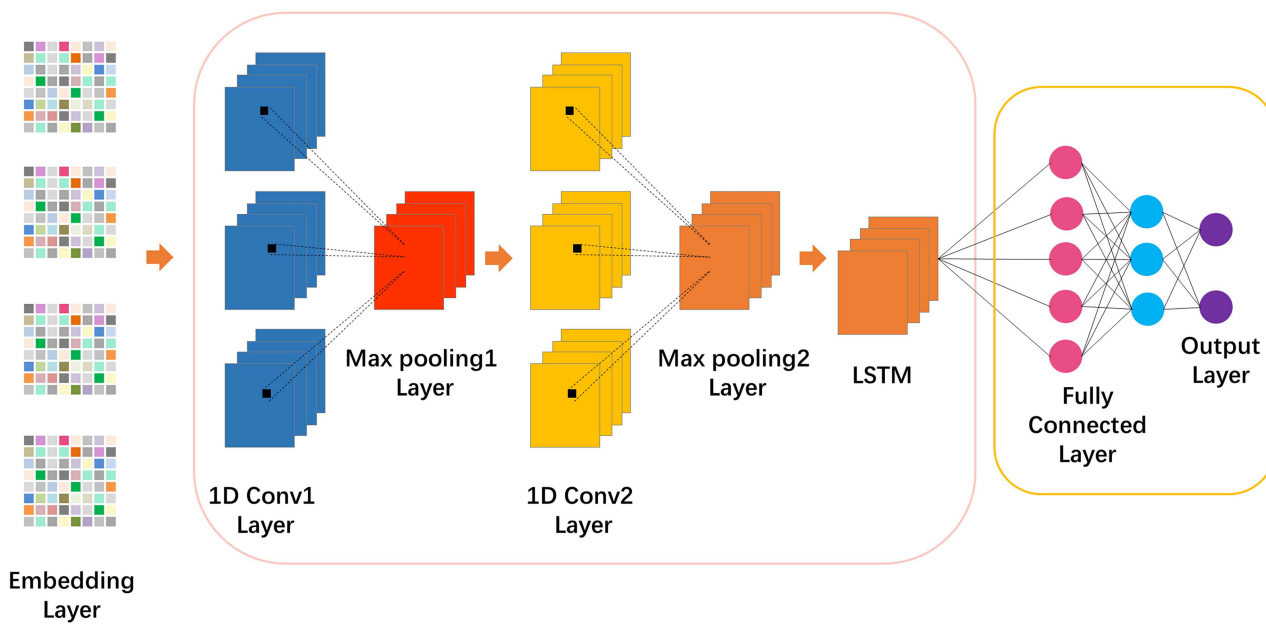 Embedding
Layer
1D Conv1
Layer
Max pooling1
Layer
1D Conv2
Layer
Max pooling2
Layer
LSTM
Fully
Connected
Layer
Output
Layer